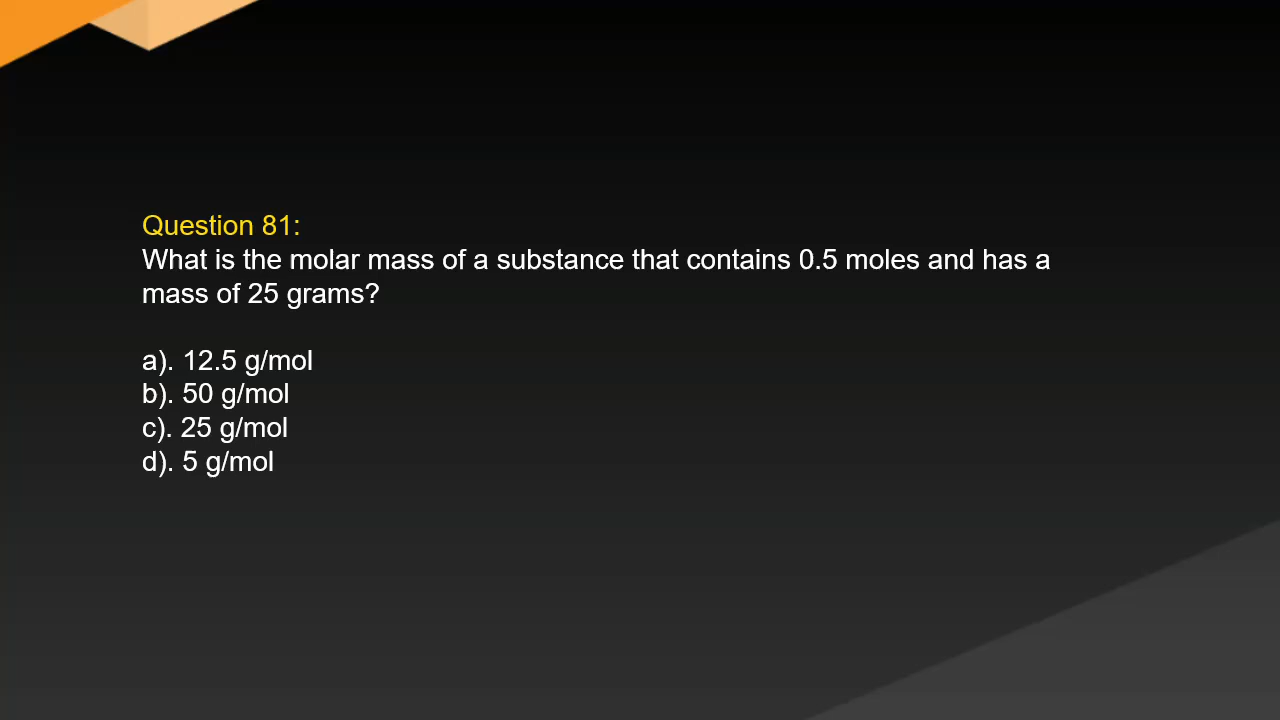 Question 81:
What is the molar mass of a substance that contains 0.5 moles and has a
mass of 25 grams?
a). 12.5 g/mol
b). 50 g/mol
c). 25 g/mol
d). 5 g/mol